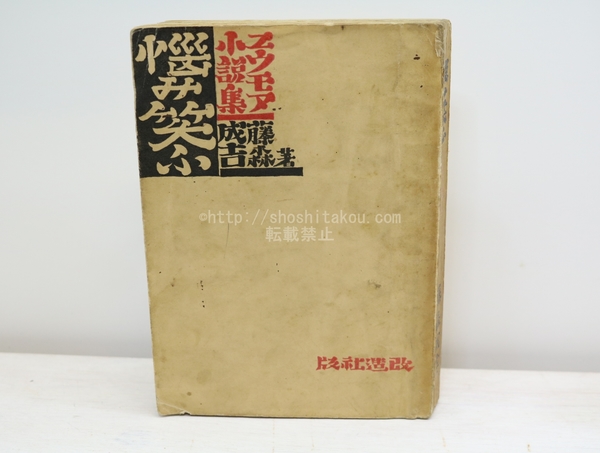 ユウモア
小説集
藤森
成吉
著
悩み笑ふ
改造社版
©http://shoshitakou.com
転載禁止